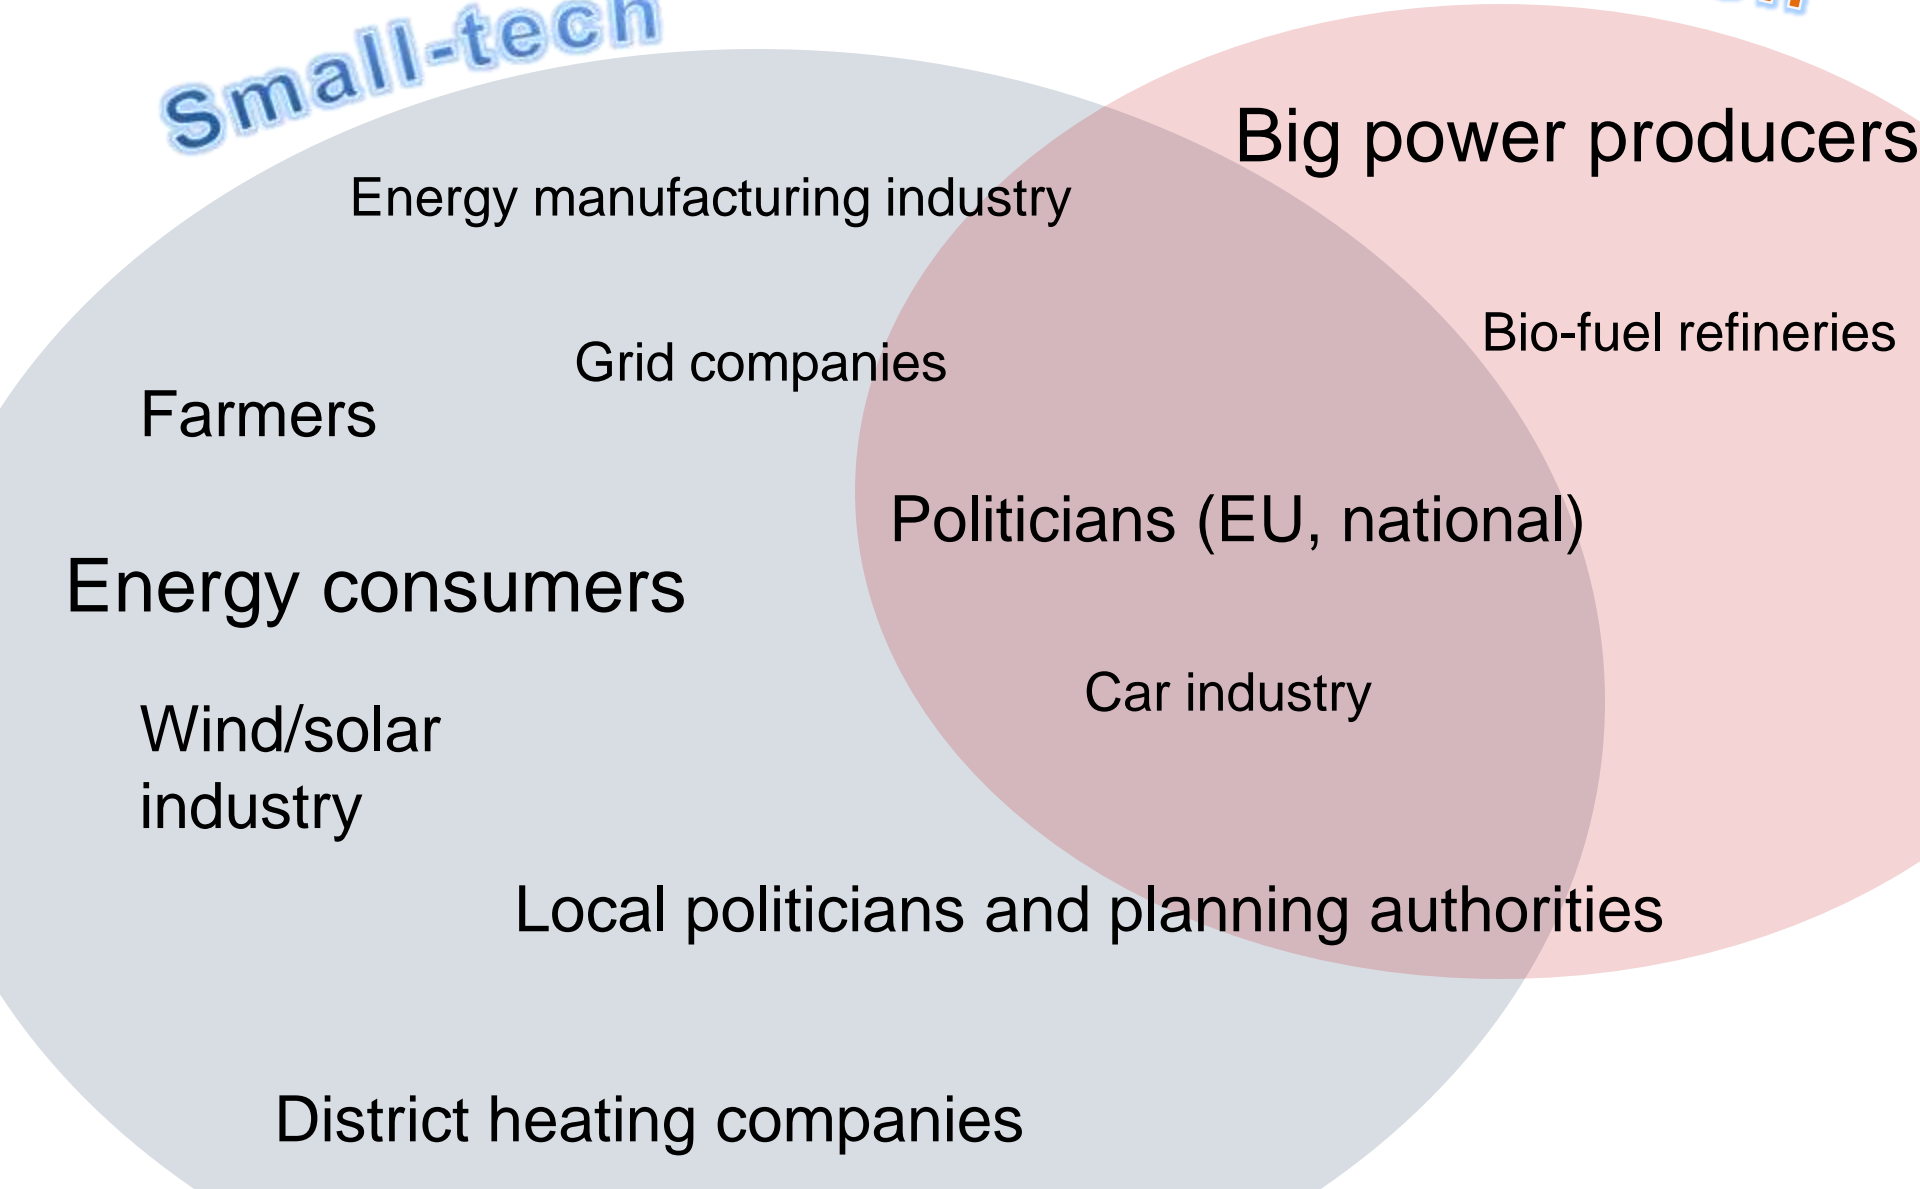 Small-tech
Big power producers
Energy manufacturing industry
Bio-fuel refineries
Grid companies
Farmers
Politicians (EU, national)
Energy consumers
Car industry
Wind/solar
industry
Local politicians and planning authorities
District heating companies